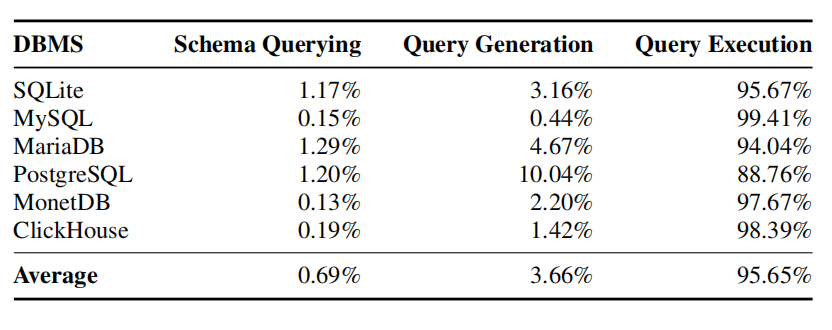 DBMS Schema Querying Query Generation Query Execution
SQLite 1.17% 3.16% 95.67%
MySQL 0.15% 0.44% 99.41%
MariaDB 1.29% 4.67% 94.04%
PostgreSQL 1.20% 10.04% 88.76%
MonetDB 0.13% 2.20% 97.67%
ClickHouse 0.19% 1.42% 98.39%
Average 0.69% 3.66% 95.65%